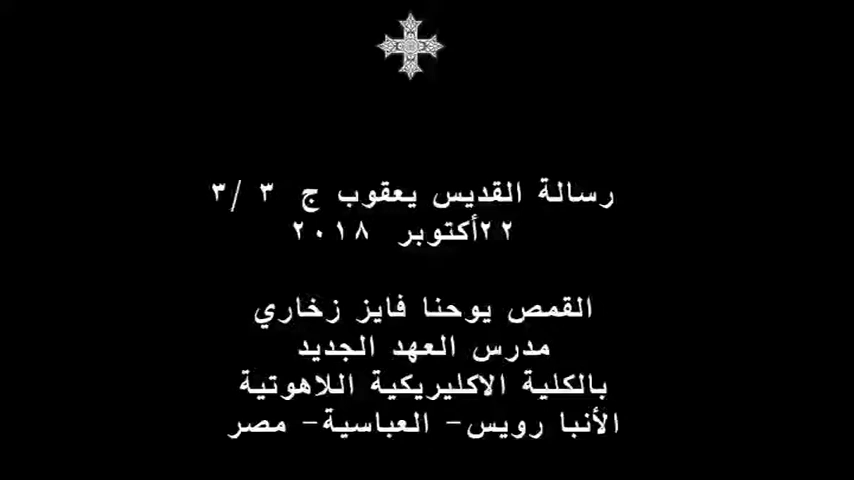 رسالة القديس يعقوب ج ٣ /٣
٢٢أكتوبر ٢٠١٨
القمص يوحنا فايز زخاري
مدرس العهد الجديد
بالكلية الاكليريكية اللاهوتية
الأنبا رويس- العباسية- مصر